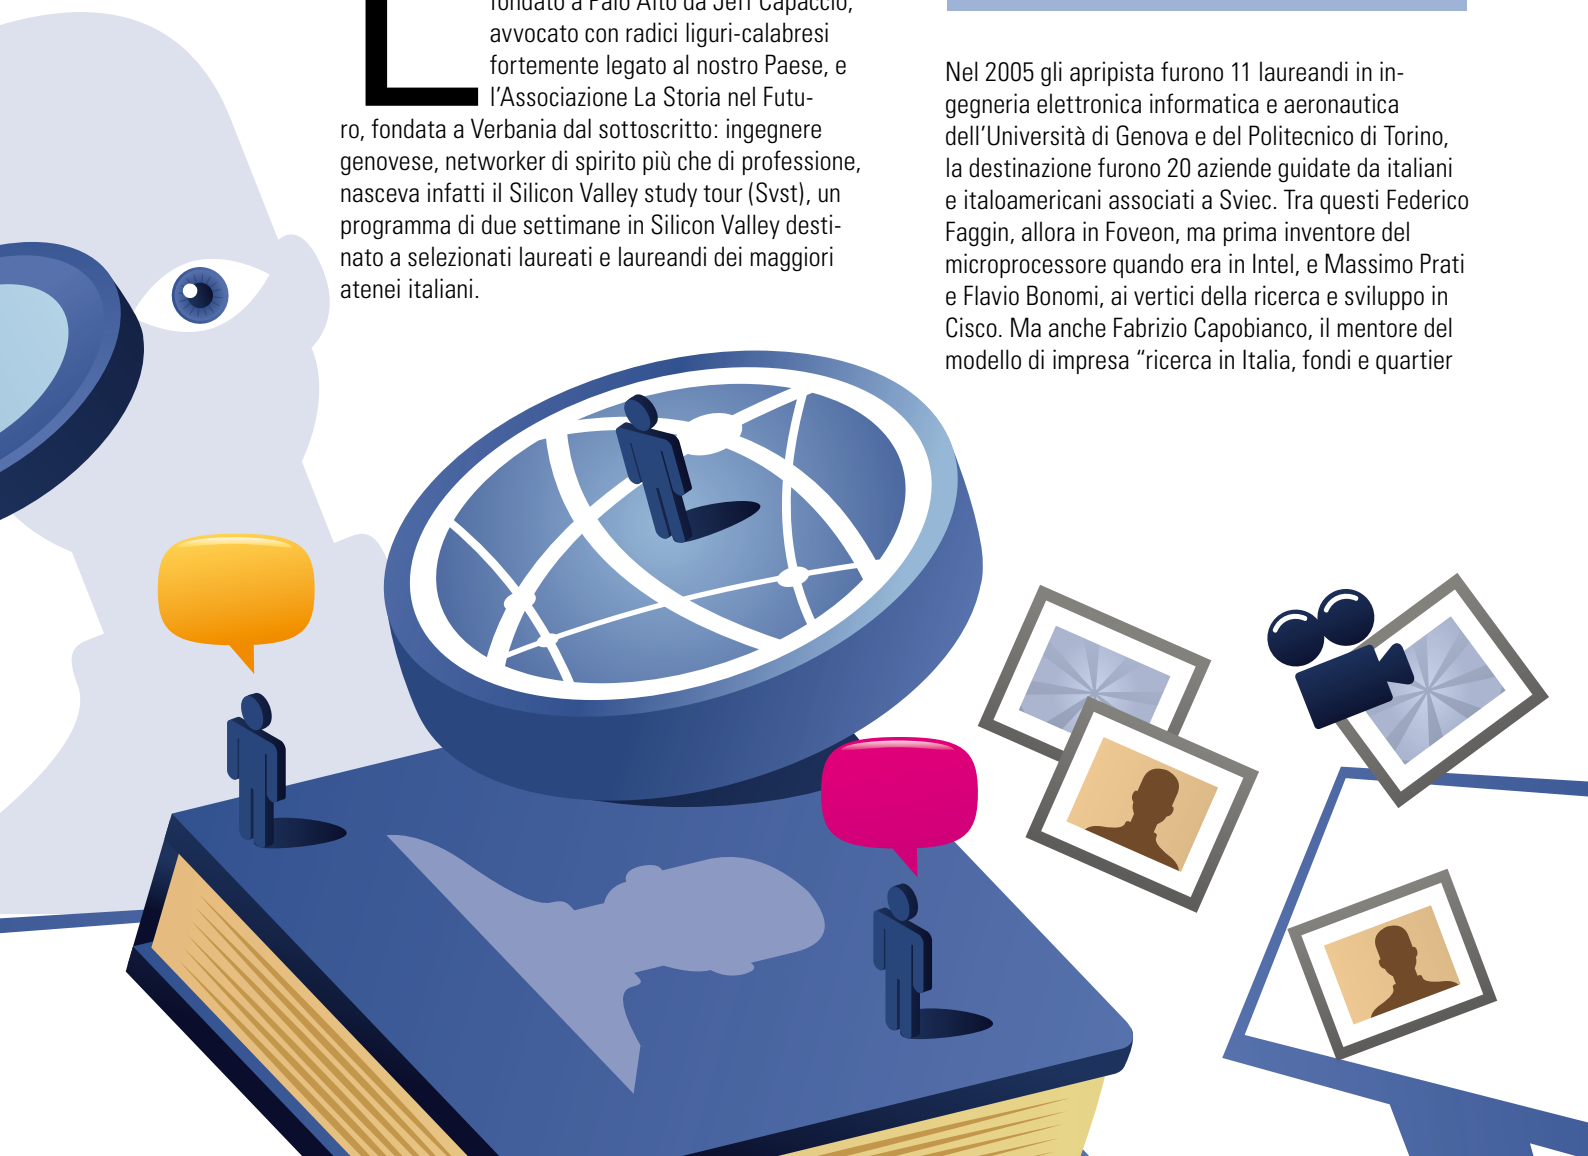 fondato a Palo Alto da Jeff Capaccio,
avvocato con radici liguri-calabresi
fortemente legato al nostro Paese, e
l’Associazione La Storia nel Futu-
ro, fondata a Verbania dal sottoscritto: ingegnere
genovese, networker di spirito più che di professione,
nasceva infatti il Silicon Valley study tour (Svst), un
programma di due settimane in Silicon Valley desti-
nato a selezionati laureati e laureandi dei maggiori
atenei italiani.
Nel 2005 gli apripista furono 11 laureandi in in-
gegneria elettronica informatica e aeronautica
dell’Università di Genova e del Politecnico di Torino,
la destinazione furono 20 aziende guidate da italiani
e italoamericani associati a Sviec. Tra questi Federico
Faggin, allora in Foveon, ma prima inventore del
microprocessore quando era in Intel, e Massimo Prati
e Flavio Bonomi, ai vertici della ricerca e sviluppo in
Cisco. Ma anche Fabrizio Capobianco, il mentore del
modello di impresa “ricerca in Italia, fondi e quartier